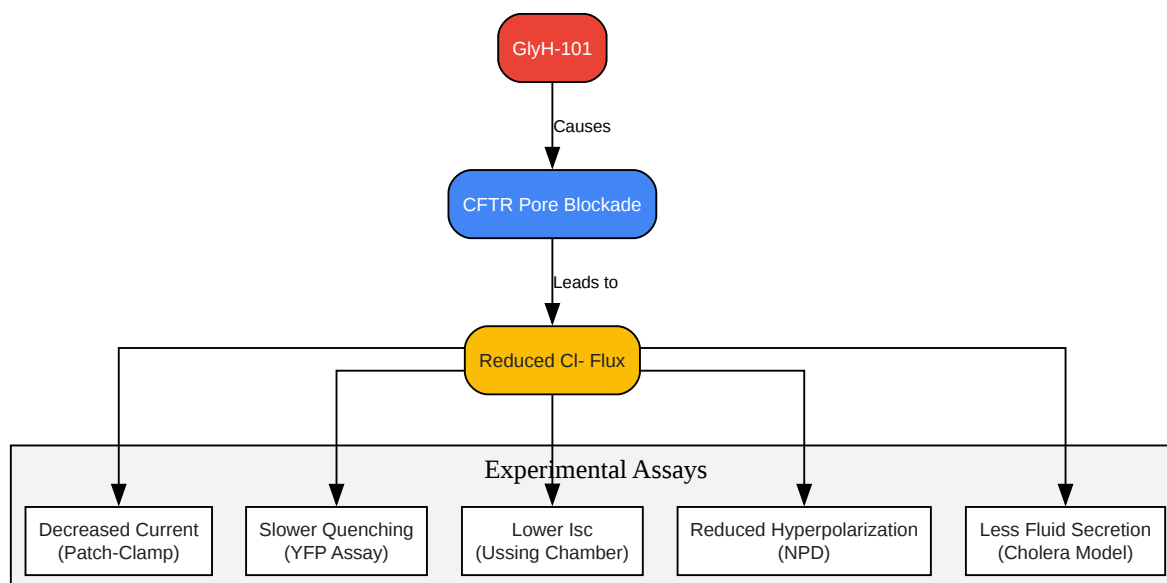 GlyH-101
Causes
CFTR Pore Blockade
Leads to
Reduced Cl- Flux
Experimental Assays
Decreased Current
(Patch-Clamp)
Slower Quenching
(YFP Assay)
Lower Isc
(Ussing Chamber)
Reduced Hyperpolarization
(NPD)
Less Fluid Secretion
(Cholera Model)